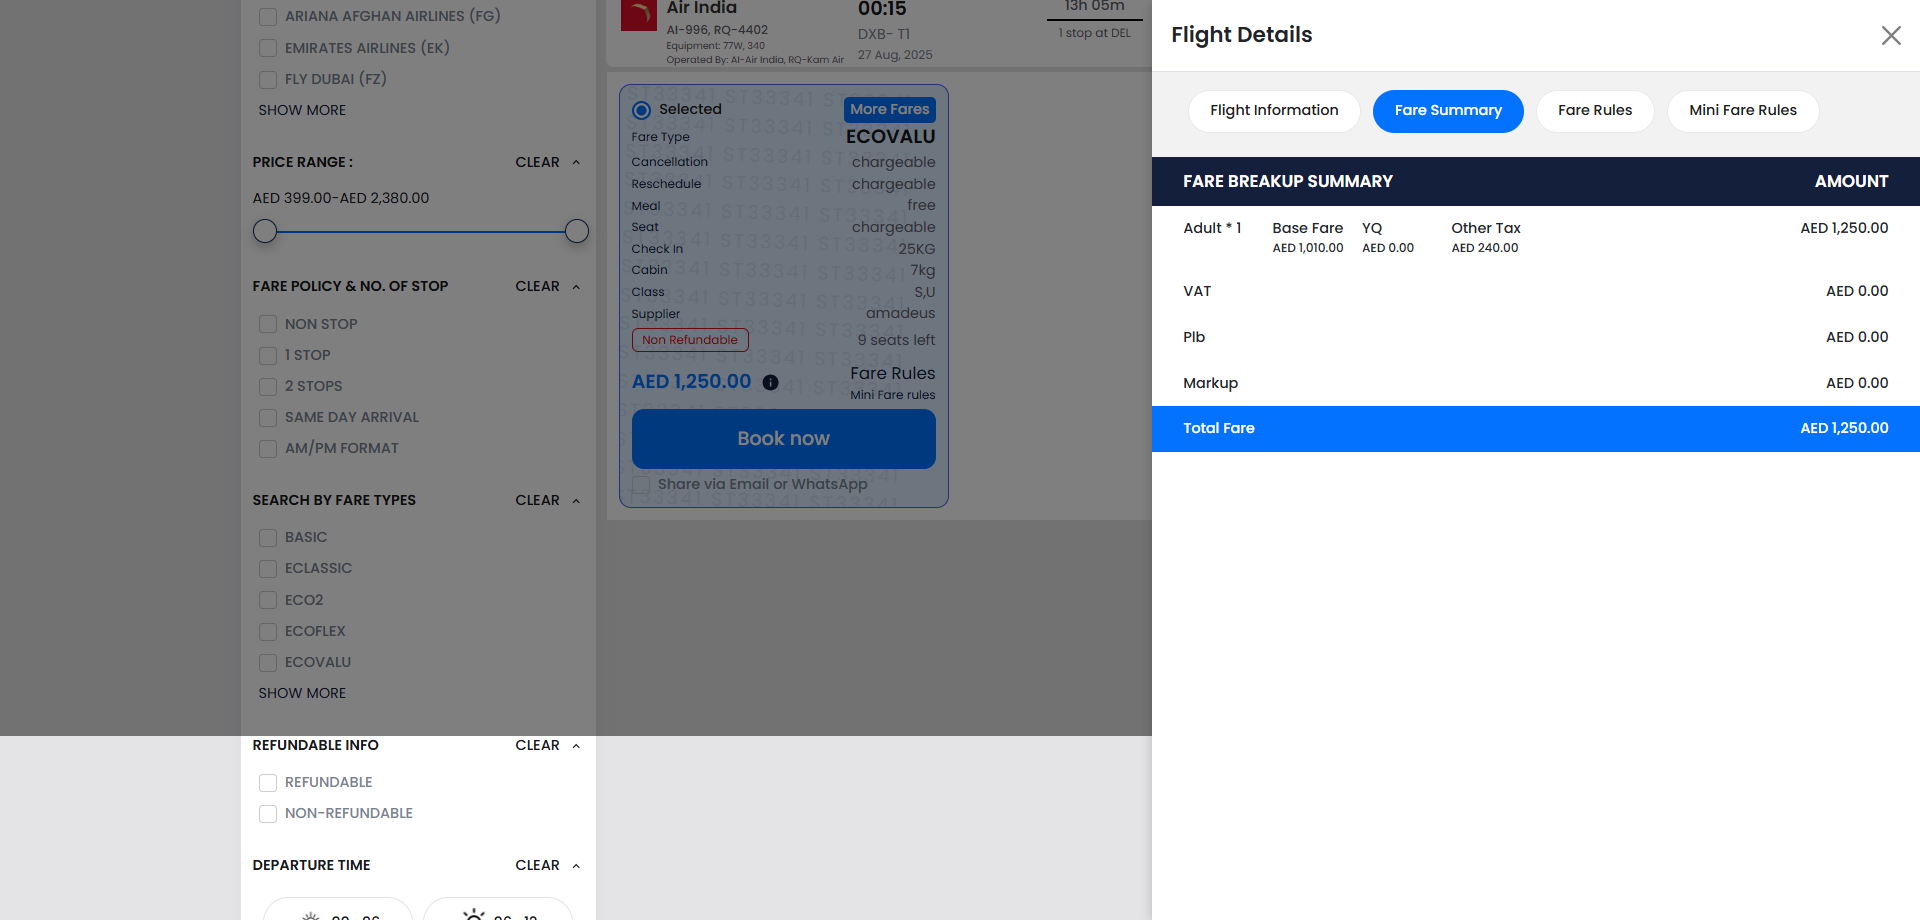 ARIANA AFGHAN AIRLINES (FG)
EMIRATES AIRLINES (EK)
FLY DUBAI (FZ)
SHOW MORE
PRICE RANGE :
CLEAR
AED 399.00-AED 2,380.00
FARE POLICY & NO. OF STOP
CLEAR
NON STOP
1 STOP
2 STOPS
SAME DAY ARRIVAL
AM/PM FORMAT
SEARCH BY FARE TYPES
CLEAR
BASIC
ECLASSIC
ECO2
ECOFLEX
ECOVALU
SHOW MORE
REFUNDABLE INFO
CLEAR
REFUNDABLE
NON-REFUNDABLE
DEPARTURE TIME
CLEAR
Air India
AI-996, RQ-4402
Equipment: 77W, 340
Operated By: AI-Air India, RQ-Kam Air
00:15
DXB- T1
27 Aug, 2025
13h 05m
1 stop at DEL
Selected
More Fares
Fare Type
ECOVALU
Cancellation
chargeable
Reschedule
chargeable
Meal
free
Seat
chargeable
Check In
25KG
Cabin
7kg
Class
S,U
Supplier
amadeus
Non Refundable
9 seats left
AED 1,250.00
Fare Rules
Mini Fare rules
Book now
Share via Email or WhatsApp
ST33341
Flight Details
Flight Information
Fare Summary
Fare Rules
Mini Fare Rules
FARE BREAKUP SUMMARY
AMOUNT
Adult * 1
Base Fare
AED 1,010.00
YQ
AED 0.00
Other Tax
AED 240.00
AED 1,250.00
VAT
AED 0.00
Plb
AED 0.00
Markup
AED 0.00
Total Fare
AED 1,250.00